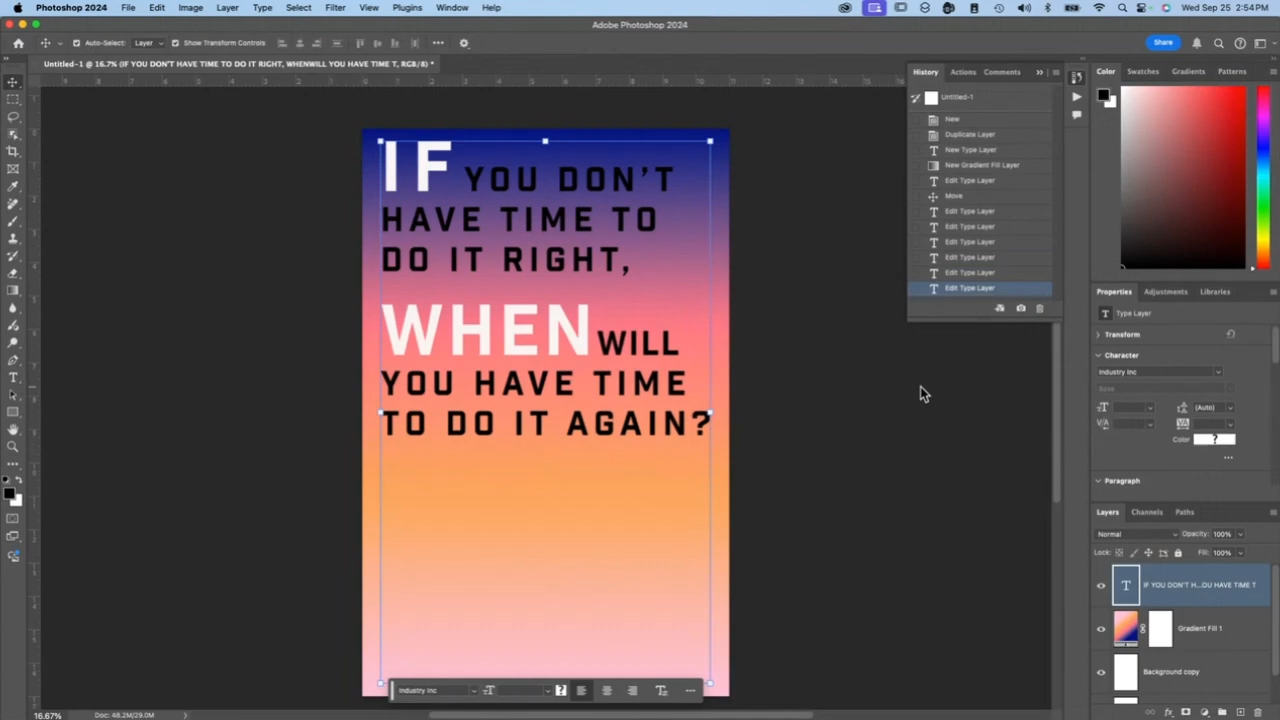 Photoshop 2024 File Edit Image Layer Type Select Filter View Plugins Window Help Wed Sep 25 2:54PM
Adobe Photoshop 2024
Auto-Select: Layer Show Transform Controls Share
Untitled-1 @ 16.7% (IF YOU DON'T HAVE TIME TO DO IT RIGHT, WHENWILL YOU HAVE TIME T, RGB/8) *
IF YOU DON’T
HAVE TIME TO
DO IT RIGHT,
WHEN WILL
YOU HAVE TIME
TO DO IT AGAIN?
Industry Inc
16.67% Doc: 48.2M/29.0M
History Actions Comments
Untitled-1
New
Duplicate Layer
New Type Layer
New Gradient Fill Layer
Edit Type Layer
Move
Edit Type Layer
Edit Type Layer
Edit Type Layer
Edit Type Layer
Edit Type Layer
Edit Type Layer
Color Swatches Gradients Patterns
Properties Adjustments Libraries
Type Layer
Transform
Character
Industry Inc
(Auto)
Color ?
Paragraph
Layers Channels Paths
Normal Opacity: 100%
Lock: Fill: 100%
IF YOU DON'T H...OU HAVE TIME T
Gradient Fill 1
Background copy